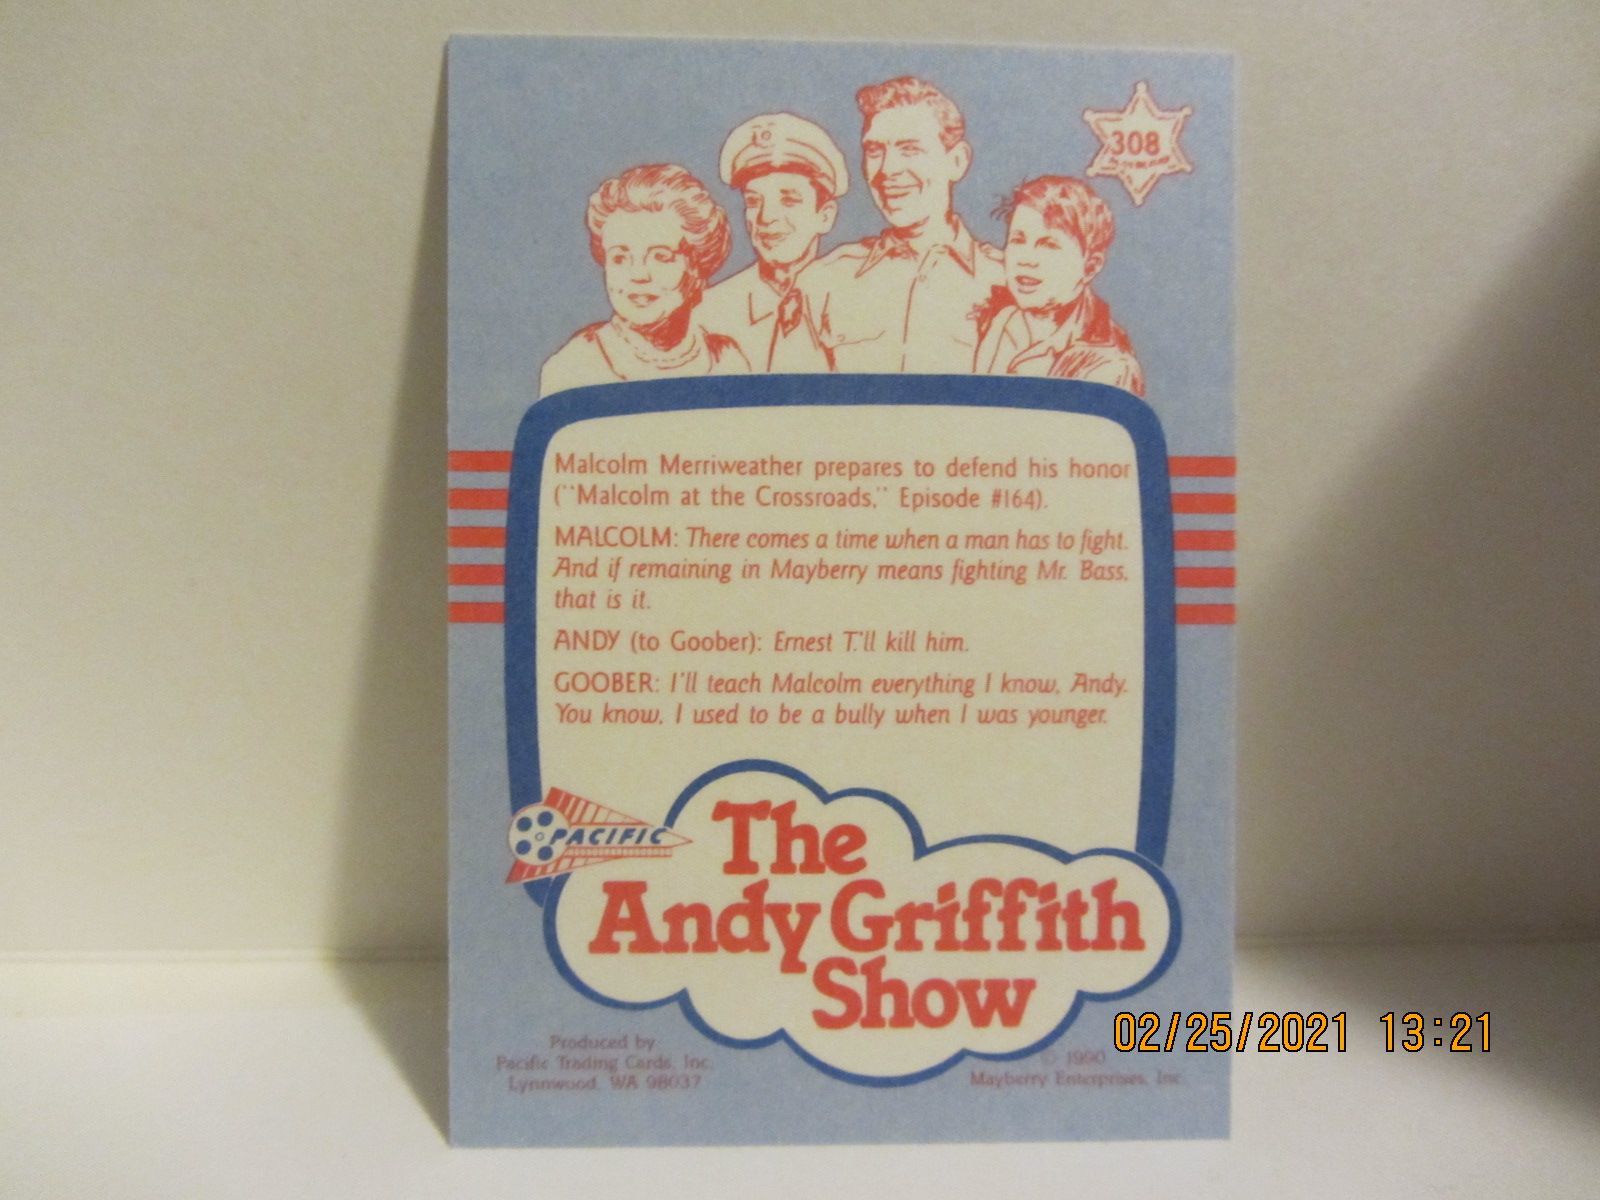 308
Malcolm Merriweather prepares to defend his honor
("Malcolm at the Crossroads," Episode #164).
MALCOLM: There comes a time when a man has to fight.
And if remaining in Mayberry means fighting Mr. Bass,
that is it.
ANDY (to Goober): Ernest T.'ll kill him.
GOOBER: I'll teach Malcolm everything I know, Andy.
You know, I used to be a bully when I was younger.
PACIFIC
The
Andy Griffith
Show
Produced by
Pacific Trading Cards, Inc.
Lynnwood, WA 98037
© 1990
Mayberry Enterprises, Inc.
02/25/2021 13:21